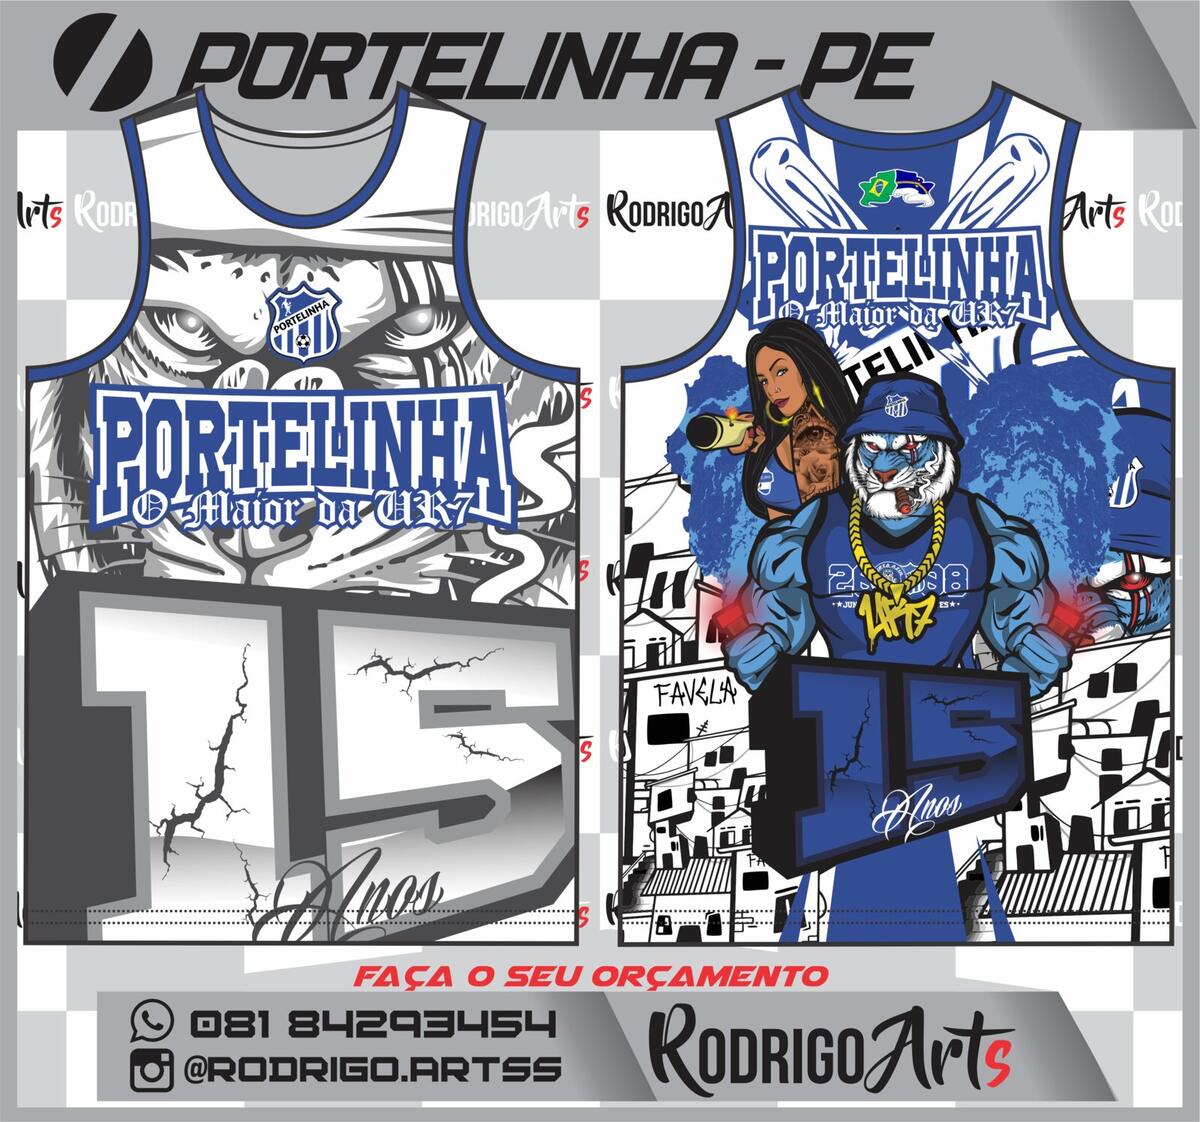 PORTELINHA - PE
Arts RODRIGOArts RODRIGOArts
PORTELINHA
PORTELINHA
O Maior da UR7
15
Anos
PORTELINHA
O Maior da UR7
UR7
FAVELA
15
Anos
FAÇA O SEU ORÇAMENTO
081 84293454
@RODRIGO.ARTSS
RODRIGOArts